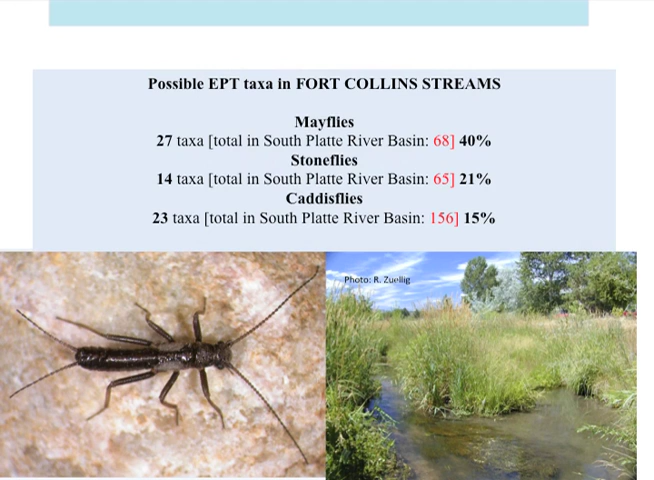 Possible EPT taxa in FORT COLLINS STREAMS
Mayflies
27 taxa [total in South Platte River Basin: 68] 40%
Stoneflies
14 taxa [total in South Platte River Basin: 65] 21%
Caddisflies
23 taxa [total in South Platte River Basin: 156] 15%
Photo: R. Zuellig